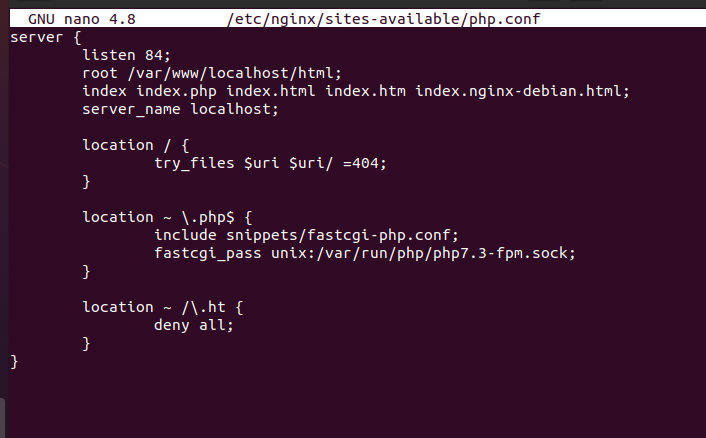 GNU nano 4.8 /etc/nginx/sites-available/php.conf
server {
listen 84;
root /var/www/localhost/html;
index index.php index.html index.htm index.nginx-debian.html;
server_name localhost;
location / {
try_files $uri $uri/ =404;
}
location ~ \.php$ {
include snippets/fastcgi-php.conf;
fastcgi_pass unix:/var/run/php/php7.3-fpm.sock;
}
location ~ /\.ht {
deny all;
}
}